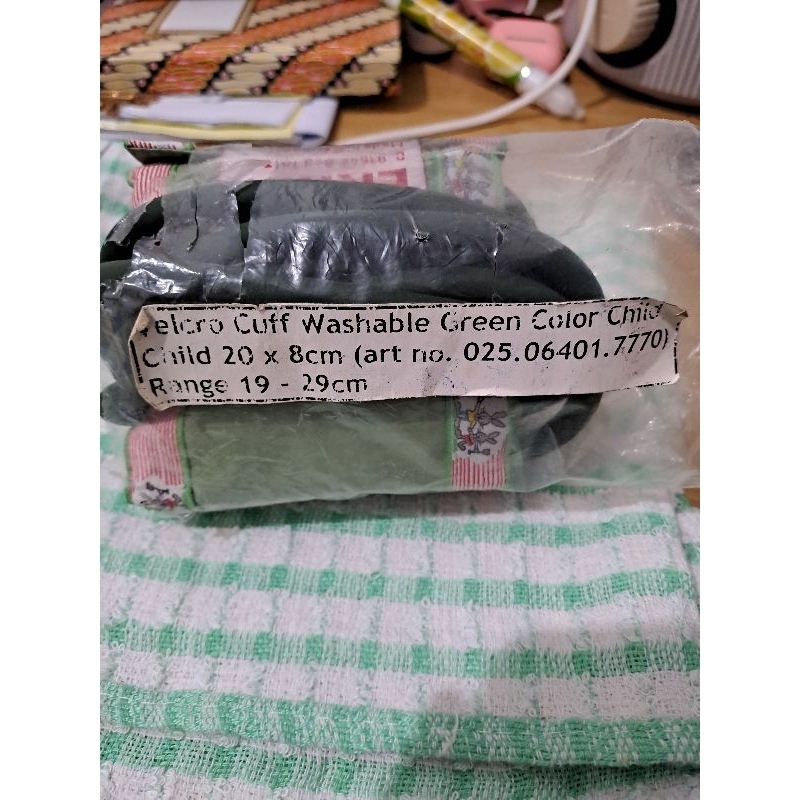 Velcro Cuff Washable Green Color Child
Child 20 x 8cm (art no. 025.06401.7770)
Range 19 - 29cm